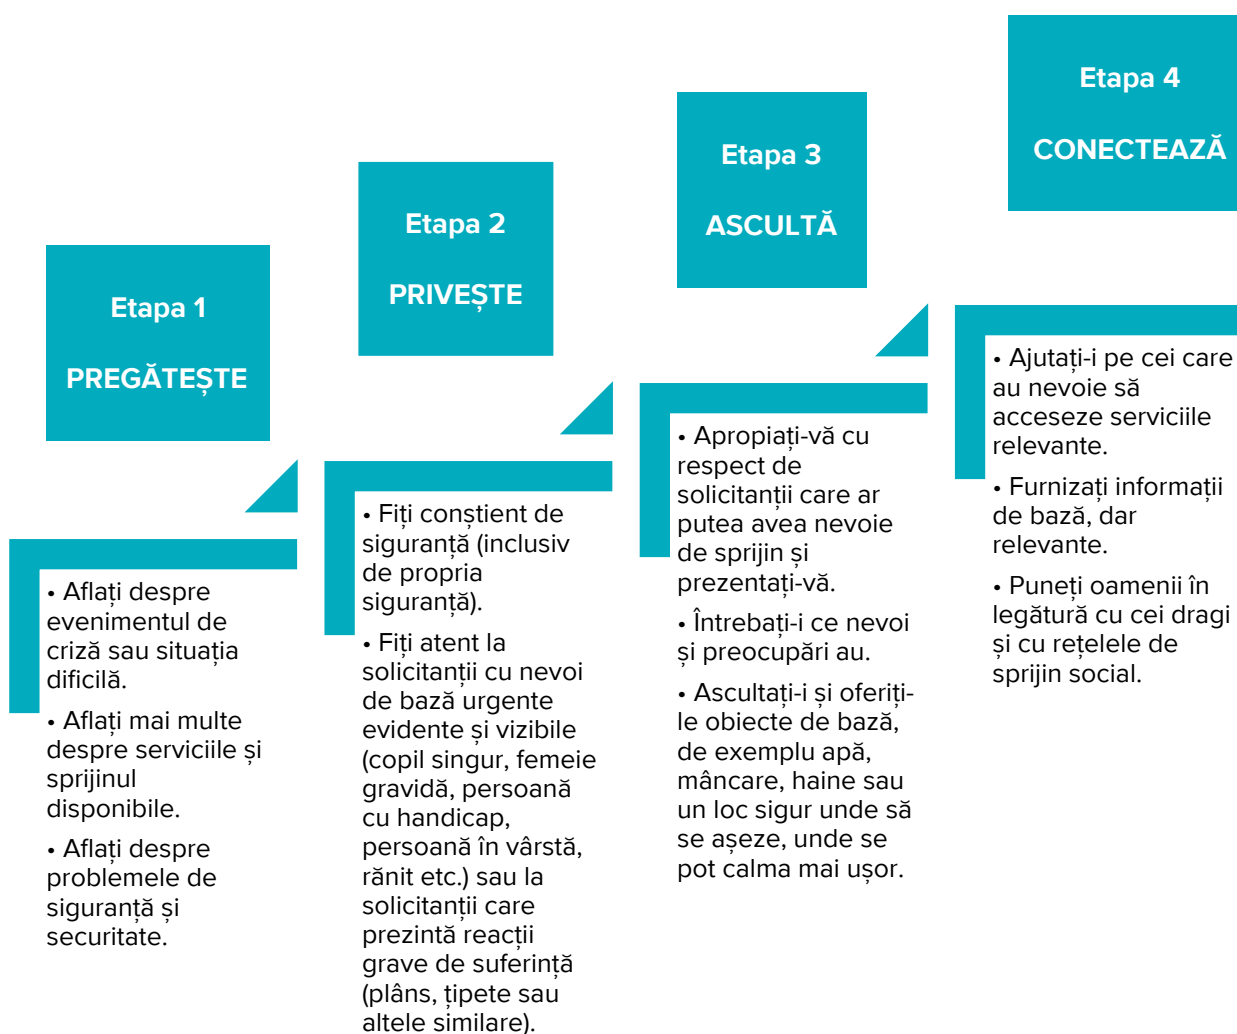 Etapa 1
PREGĂTEȘTE
• Aflați despre
evenimentul de
criză sau situația
dificilă.
• Aflați mai multe
despre serviciile și
sprijinul
disponibile.
• Aflați despre
problemele de
siguranță și
securitate.
Etapa 2
PRIVEȘTE
• Fiți conștient de
siguranță (inclusiv
de propria
siguranță).
• Fiți atent la
solicitanții cu nevoi
de bază urgente
evidente și vizibile
(copil singur, femeie
gravidă, persoană
cu handicap,
persoană în vârstă,
rănit etc.) sau la
solicitanții care
prezintă reacții
grave de suferință
(plâns, țipete sau
altele similare).
Etapa 3
ASCULTĂ
• Apropiați-vă cu
respect de
solicitanții care ar
putea avea nevoie
de sprijin și
prezentați-vă.
• Întrebați-i ce nevoi
și preocupări au.
• Ascultați-i și oferiți-
le obiecte de bază,
de exemplu apă,
mâncare, haine sau
un loc sigur unde să
se așeze, unde se
pot calma mai ușor.
Etapa 4
CONECTEAZĂ
• Ajutați-i pe cei care
au nevoie să
acceseze serviciile
relevante.
• Furnizați informații
de bază, dar
relevante.
• Puneți oamenii în
legătură cu cei dragi
și cu rețelele de
sprijin social.